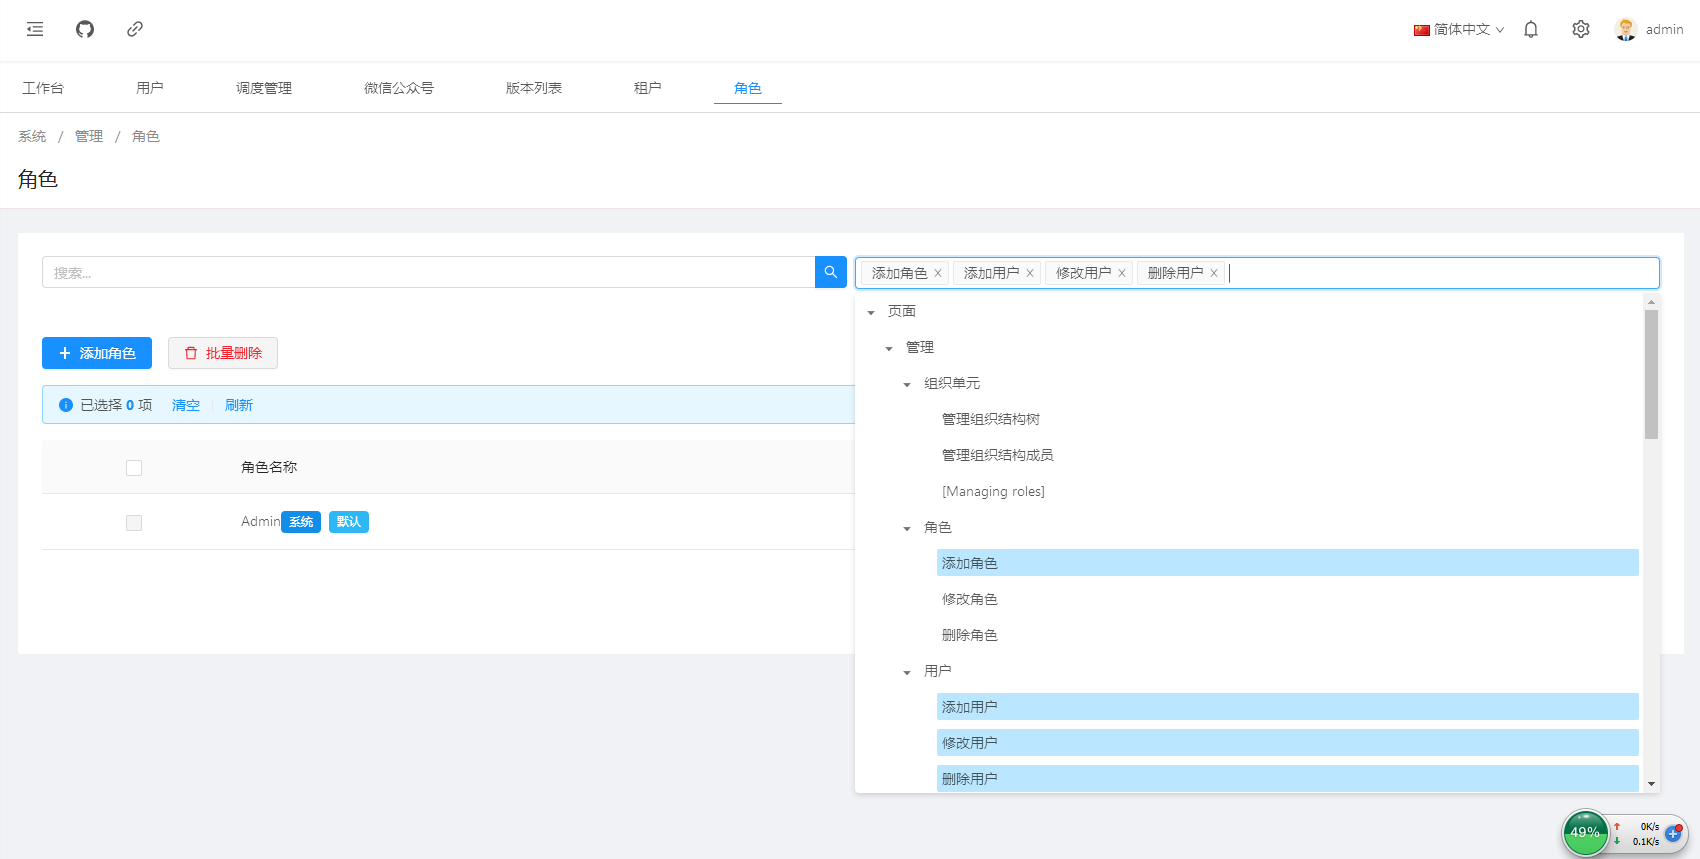 简体中文
admin
工作台 用户 调度管理 微信公众号 版本列表 租户 角色
系统 / 管理 / 角色
角色
搜索...
添加角色 添加用户 修改用户 删除用户
页面
管理
组织单元
管理组织结构树
管理组织结构成员
[Managing roles]
角色
添加角色
修改角色
删除角色
用户
添加用户
修改用户
删除用户
添加角色 批量删除
已选择 0 项 清空 刷新
角色名称
Admin 系统 默认
49%
0K/s
0.1K/s